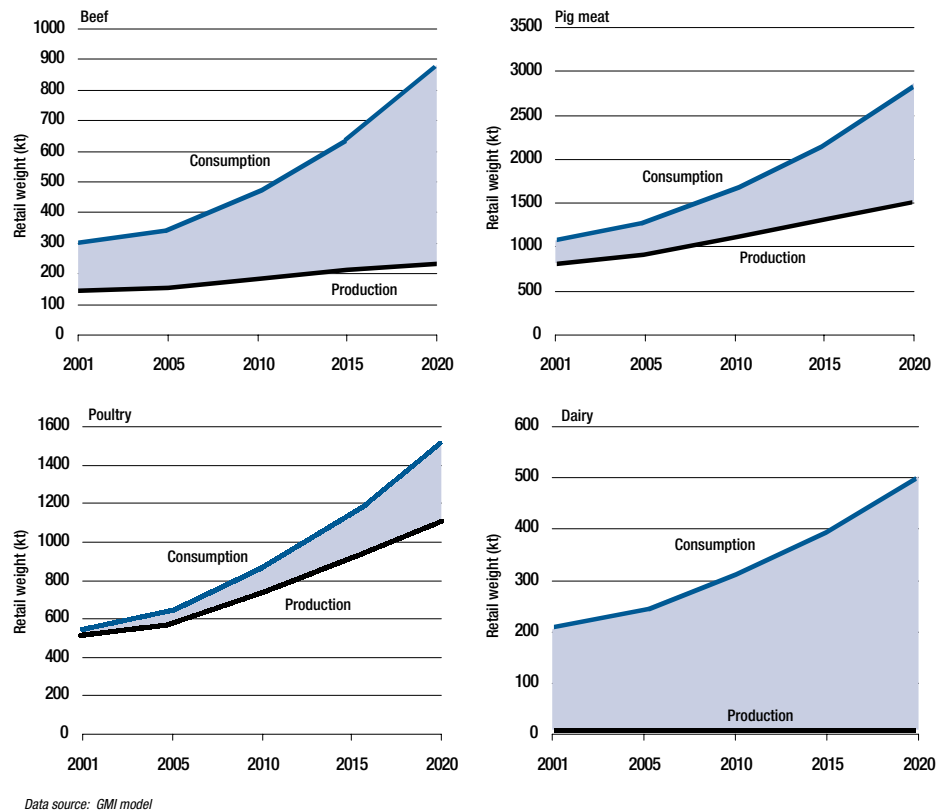 Beef
1000
900
800
700
600
500
400
300
200
100
0
Retail weight (kt)
Consumption
Production
2001 2005 2010 2015 2020
Pig meat
3500
3000
2500
2000
1500
1000
500
0
Retail weight (kt)
Consumption
Production
2001 2005 2010 2015 2020
Poultry
1600
1400
1200
1000
800
600
400
200
0
Retail weight (kt)
Consumption
Production
2001 2005 2010 2015 2020
Dairy
600
500
400
300
200
100
0
Retail weight (kt)
Consumption
Production
2001 2005 2010 2015 2020
Data source: GMI model